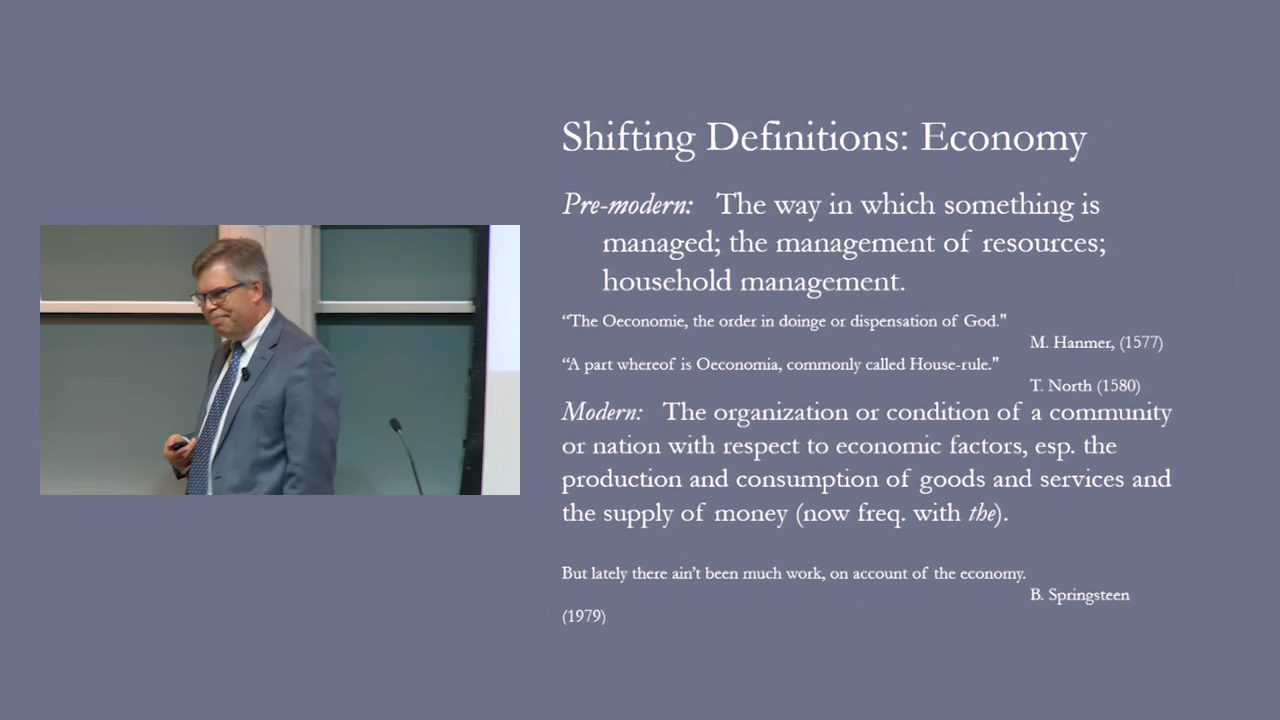 Shifting Definitions: Economy
Pre-modern: The way in which something is
managed; the management of resources;
household management.
“The Oeconomie, the order in doinge or dispensation of God."
M. Hanmer, (1577)
“A part whereof is Oeconomia, commonly called House-rule."
T. North (1580)
Modern: The organization or condition of a community
or nation with respect to economic factors, esp. the
production and consumption of goods and services and
the supply of money (now freq. with the).
But lately there ain’t been much work, on account of the economy.
B. Springsteen
(1979)